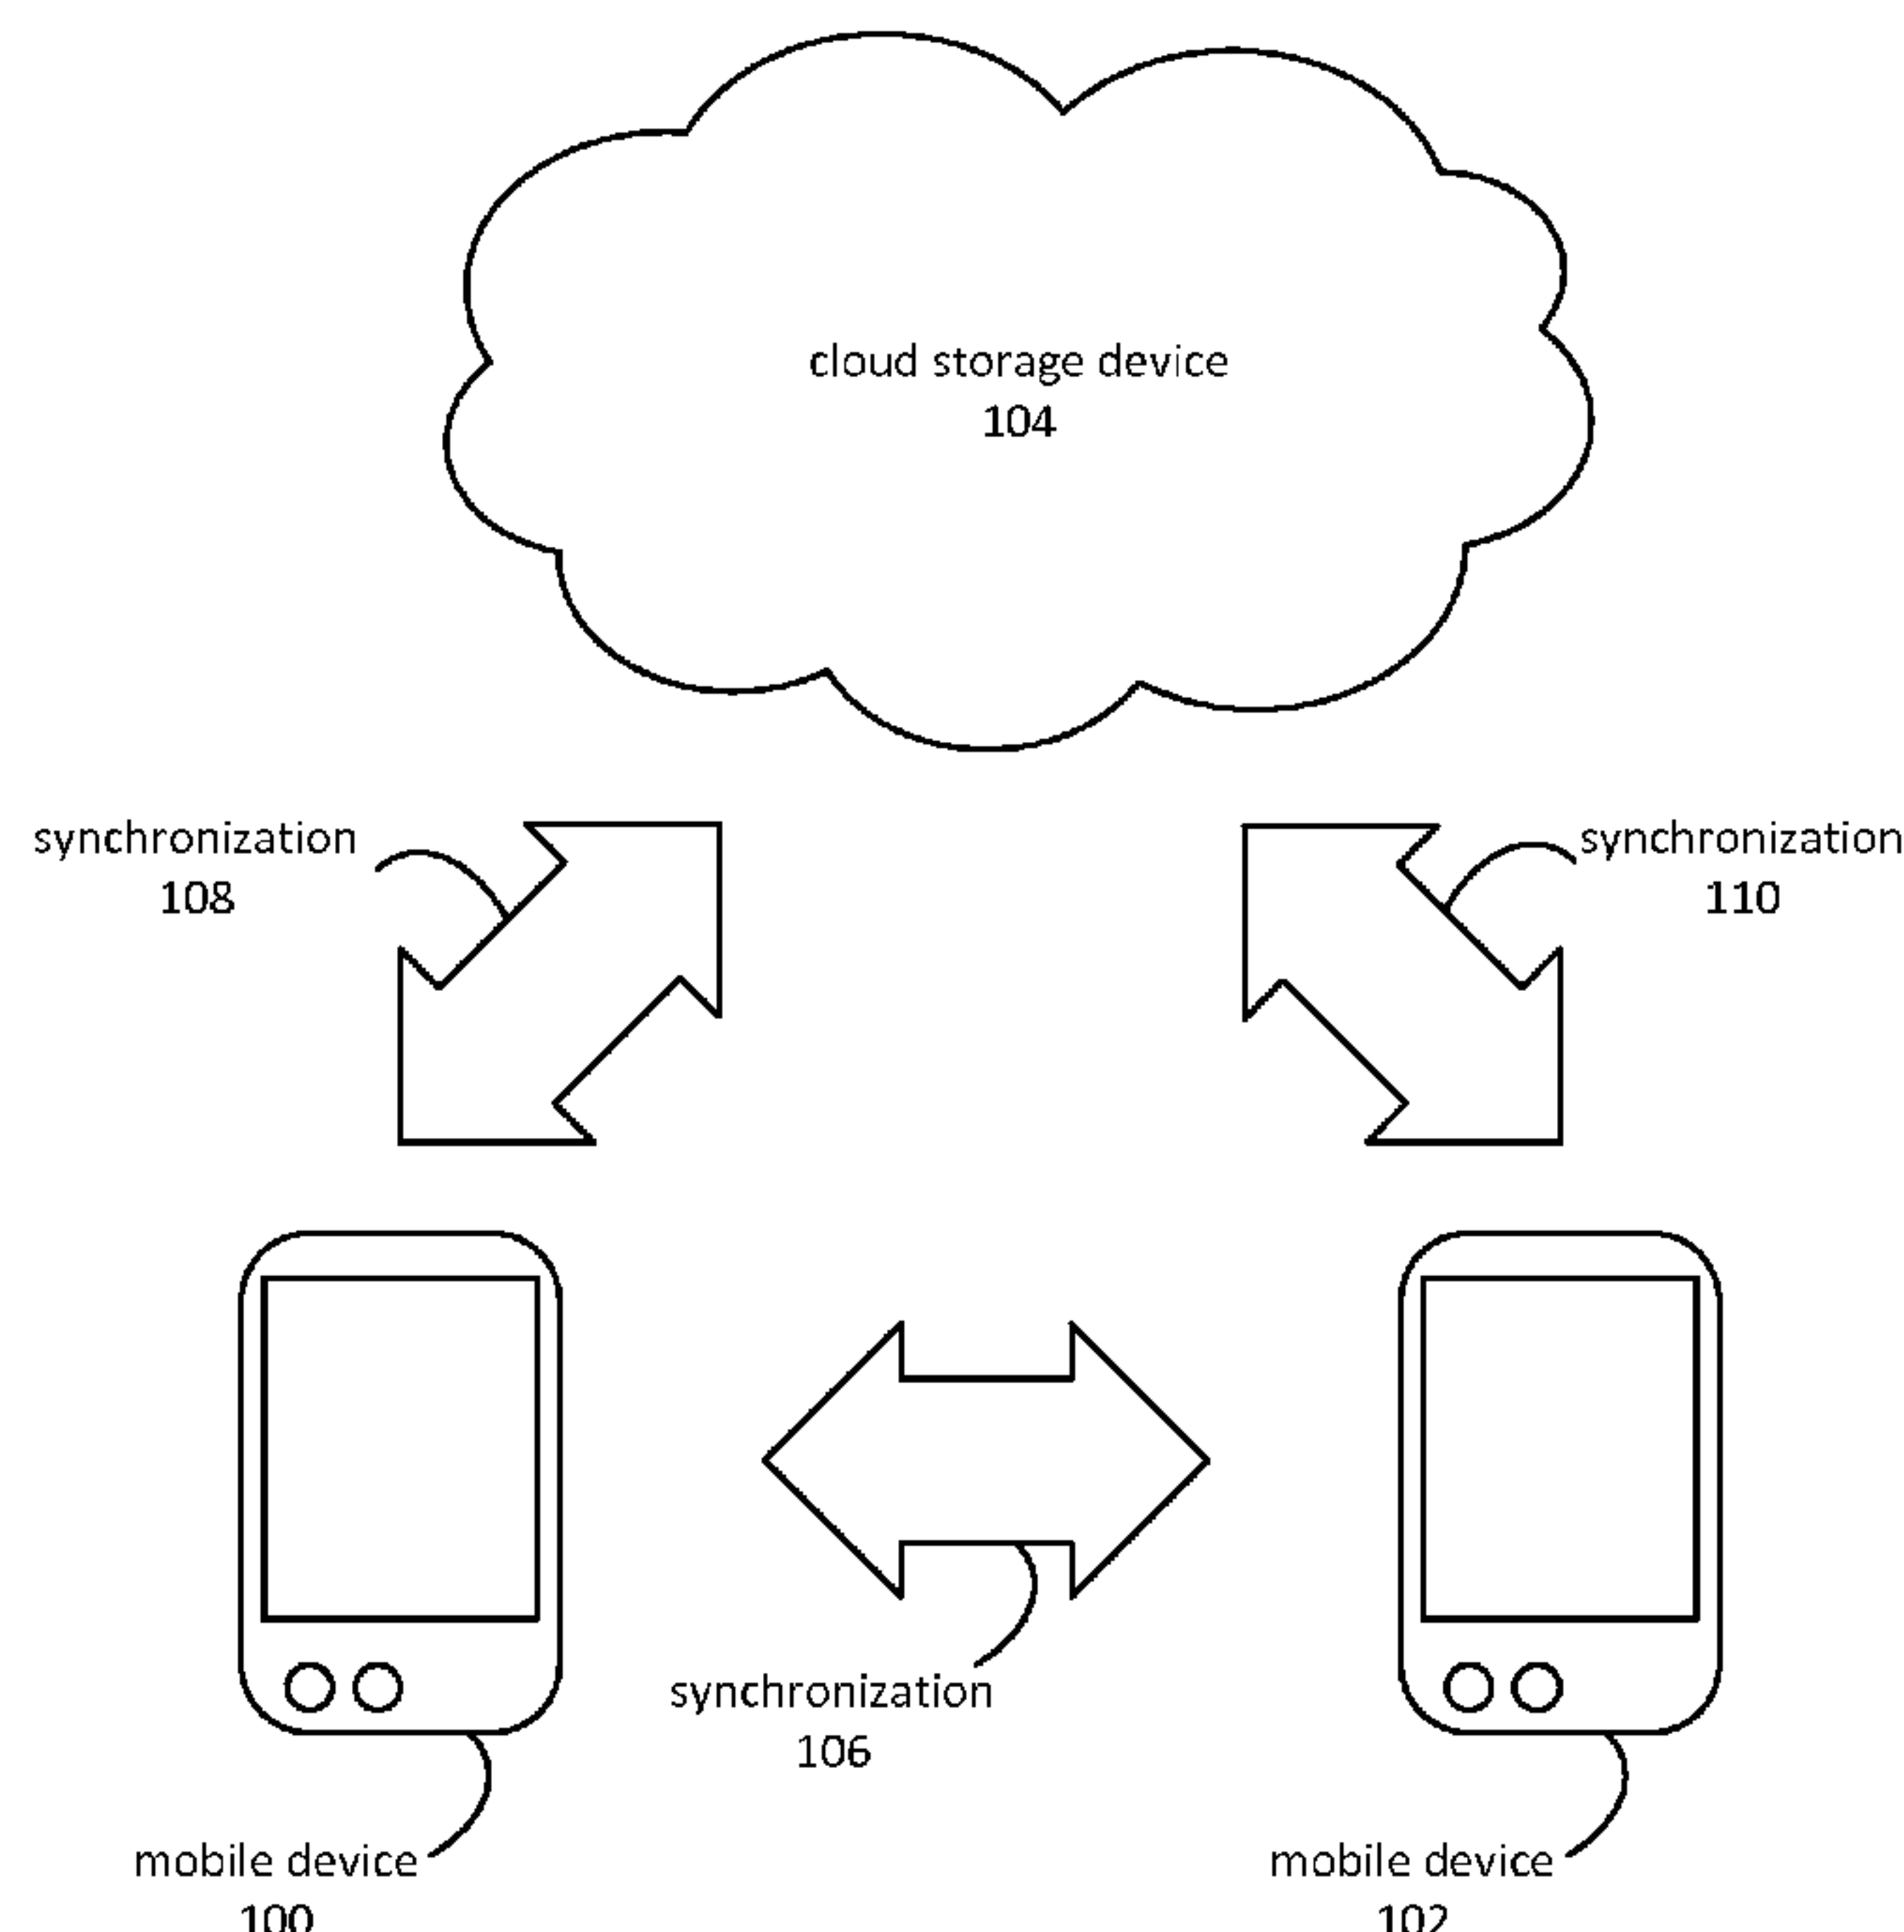 cloud storage device
104
synchronization
108
synchronization
110
synchronization
106
mobile device
100
mobile device
102